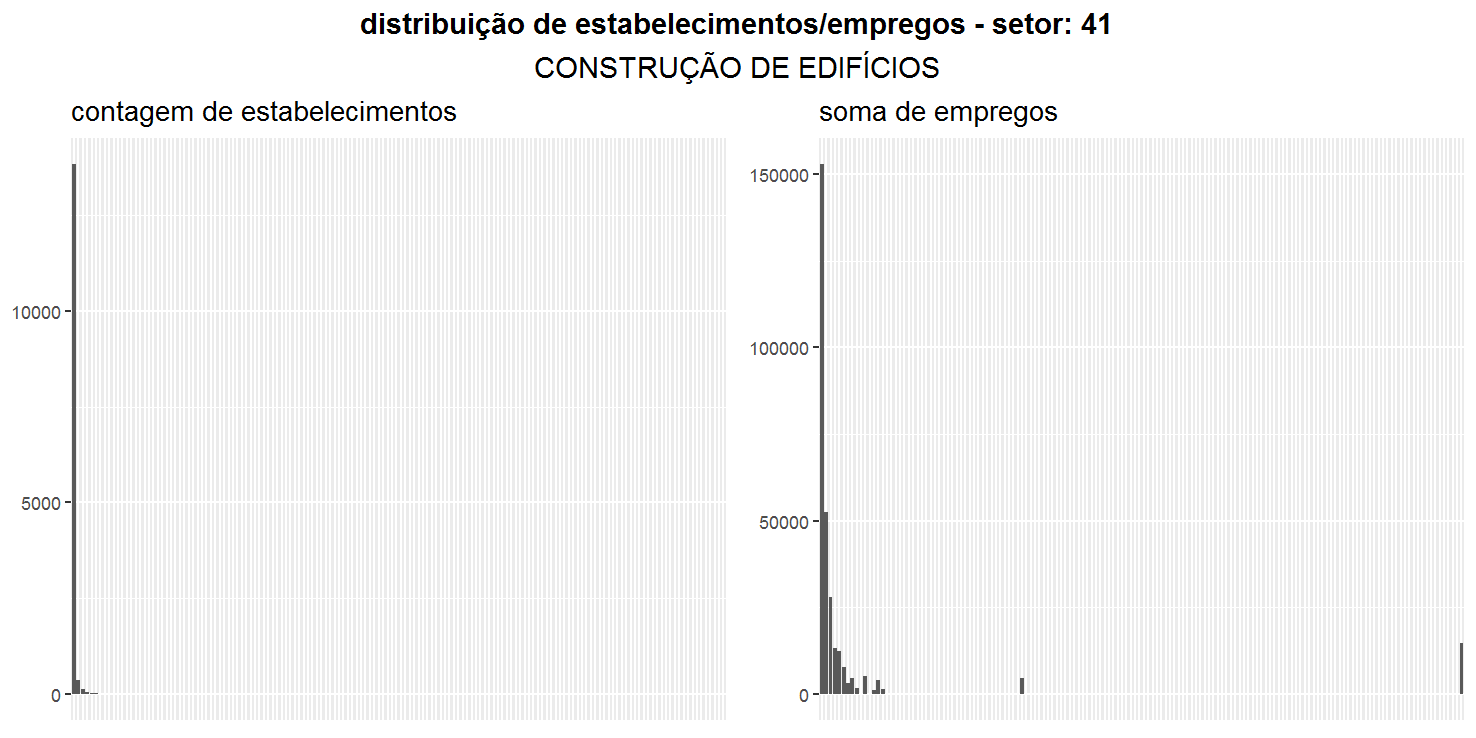 distribuição de estabelecimentos/empregos - setor: 41
CONSTRUÇÃO DE EDIFÍCIOS
contagem de estabelecimentos
10000
5000
0
soma de empregos
150000
100000
50000
0